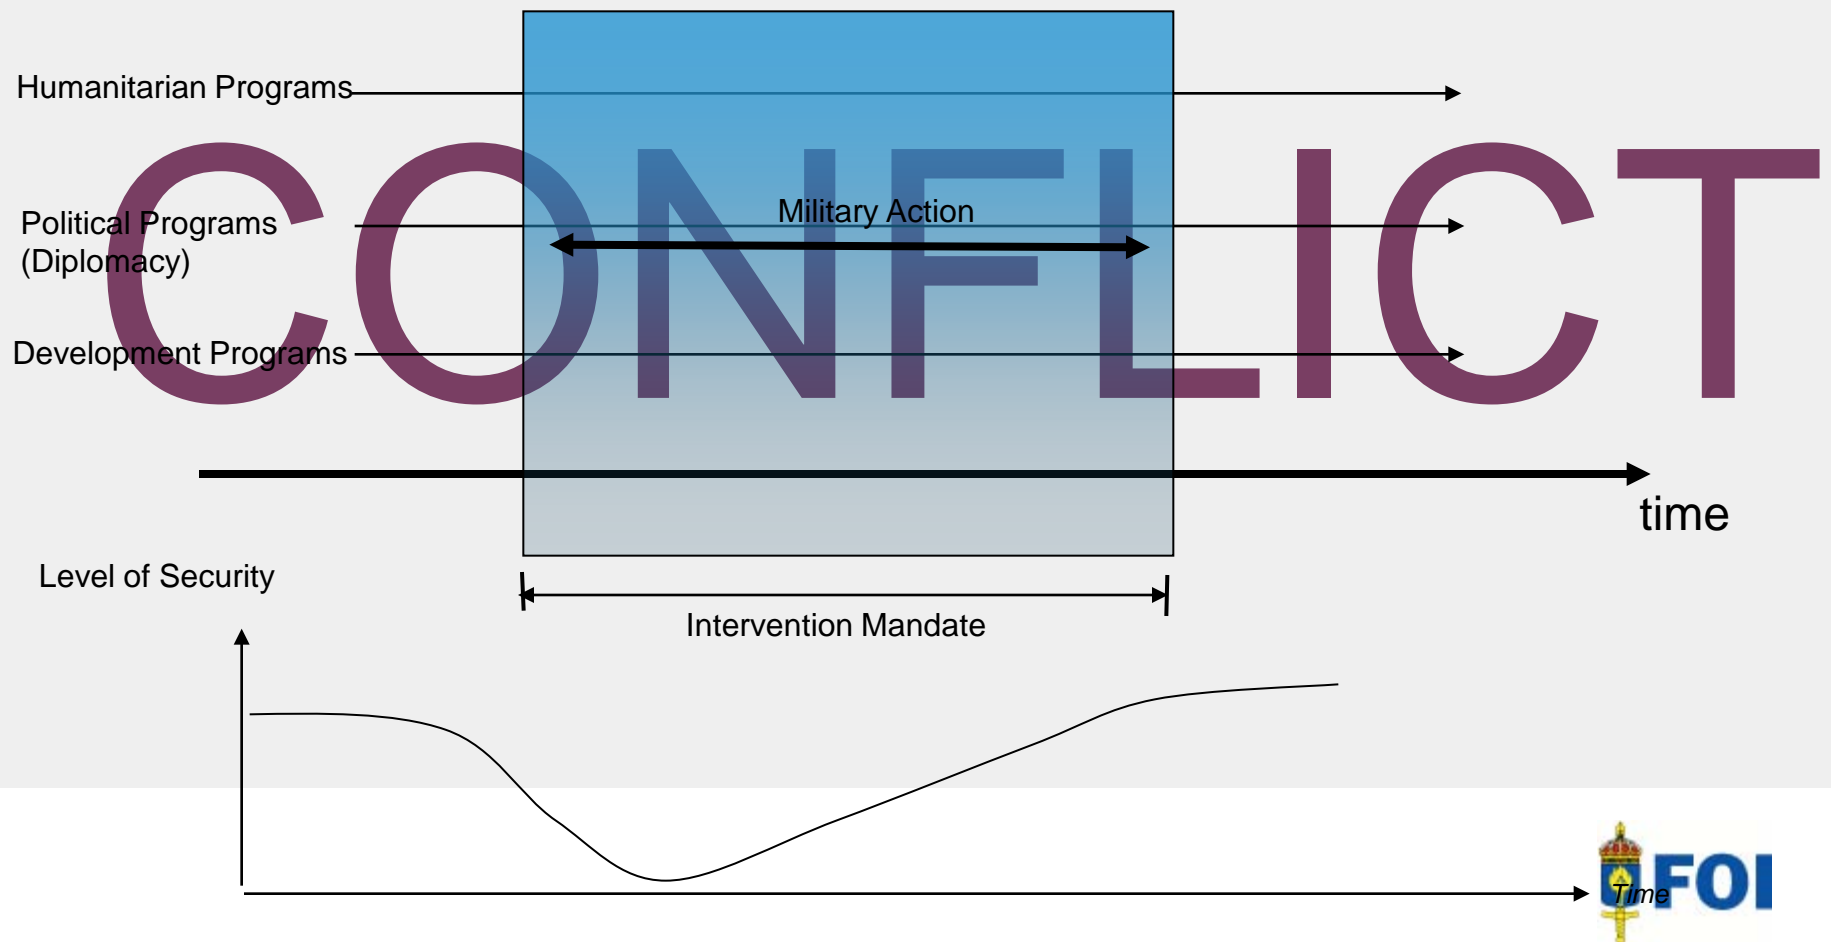 Humanitarian Programs
CONFLICT
Military Action
Political Programs
(Diplomacy)
Development Programs
time
Level of Security
Intervention Mandate
Time
FOI